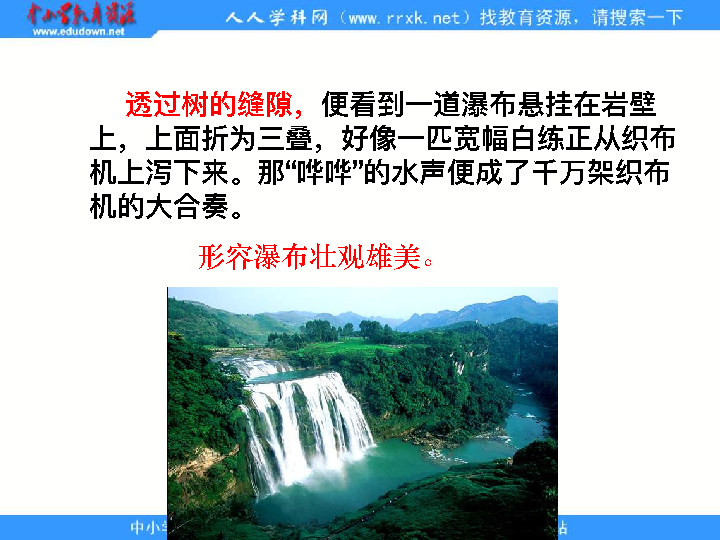 中小学教育资源
www.edudown.net
人人学科网（www.rrxk.net）找教育资源，请搜索一下
透过树的缝隙，便看到一道瀑布悬挂在岩壁
上，上面折为三叠，好像一匹宽幅白练正从织布
机上泻下来。那“哗哗”的水声便成了千万架织布
机的大合奏。
形容瀑布壮观雄美。
中小学
站